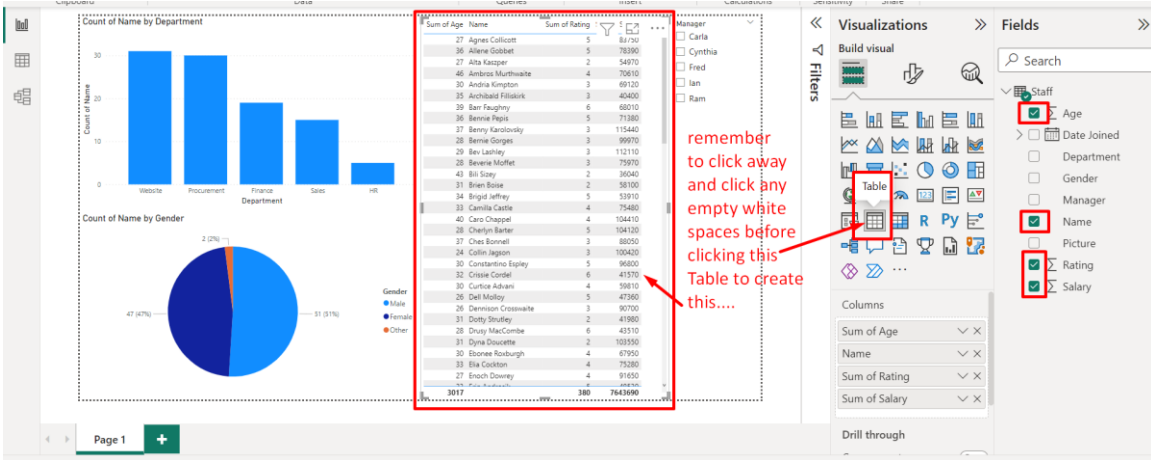 Clipboard
Data
Queries
Insert
Calculations
Sensitivity
Share
Count of Name by Department
Count of Name
30
20
10
0
Website
Procurement
Finance
Sales
HR
Department
Count of Name by Gender
2 (2%)
47 (47%)
51 (51%)
Gender
Male
Female
Other
Sum of Age Name Sum of Rating
27 Agnes Collicott 5 83750
36 Allene Gobbet 5 78390
27 Alta Kaszper 2 54970
46 Ambros Murthwaite 4 70610
30 Andria Kimpton 3 69120
35 Archibald Filliskirk 3 40400
39 Barr Faughny 6 68010
36 Bennie Pepis 5 71380
37 Benny Karolovsky 3 115440
28 Bernie Gorges 3 99970
29 Bev Lashley 3 112110
28 Beverie Moffet 3 75970
43 Bili Sizey 2 36040
31 Brien Boise 2 58100
34 Brigid Jeffrey 5 53910
33 Camilla Castle 4 75480
40 Caro Chappel 4 104410
28 Cherlyn Barter 5 104120
37 Ches Bonnell 3 88050
24 Collin Jagson 3 100420
30 Constantino Espley 5 96800
32 Crissie Cordel 6 41570
30 Curtice Advani 4 59810
26 Dell Molloy 5 47360
26 Dennison Crosswaite 3 90700
31 Dotty Strutley 2 41980
28 Drusy MacCombe 6 43510
31 Dyna Doucette 2 103550
30 Ebonee Roxburgh 4 67950
33 Elia Cockton 4 75280
27 Enoch Dowrey 4 91650
3017 380 7643690
Manager
Carla
Cynthia
Fred
Ian
Ram
remember
to click away
and click any
empty white
spaces before
clicking this
Table to create
this....
Filters
Visualizations
Build visual
Table
123
R
Py
Columns
Sum of Age
Name
Sum of Rating
Sum of Salary
Drill through
Fields
Search
Staff
Age
Date Joined
Department
Gender
Manager
Name
Picture
Rating
Salary
Page 1